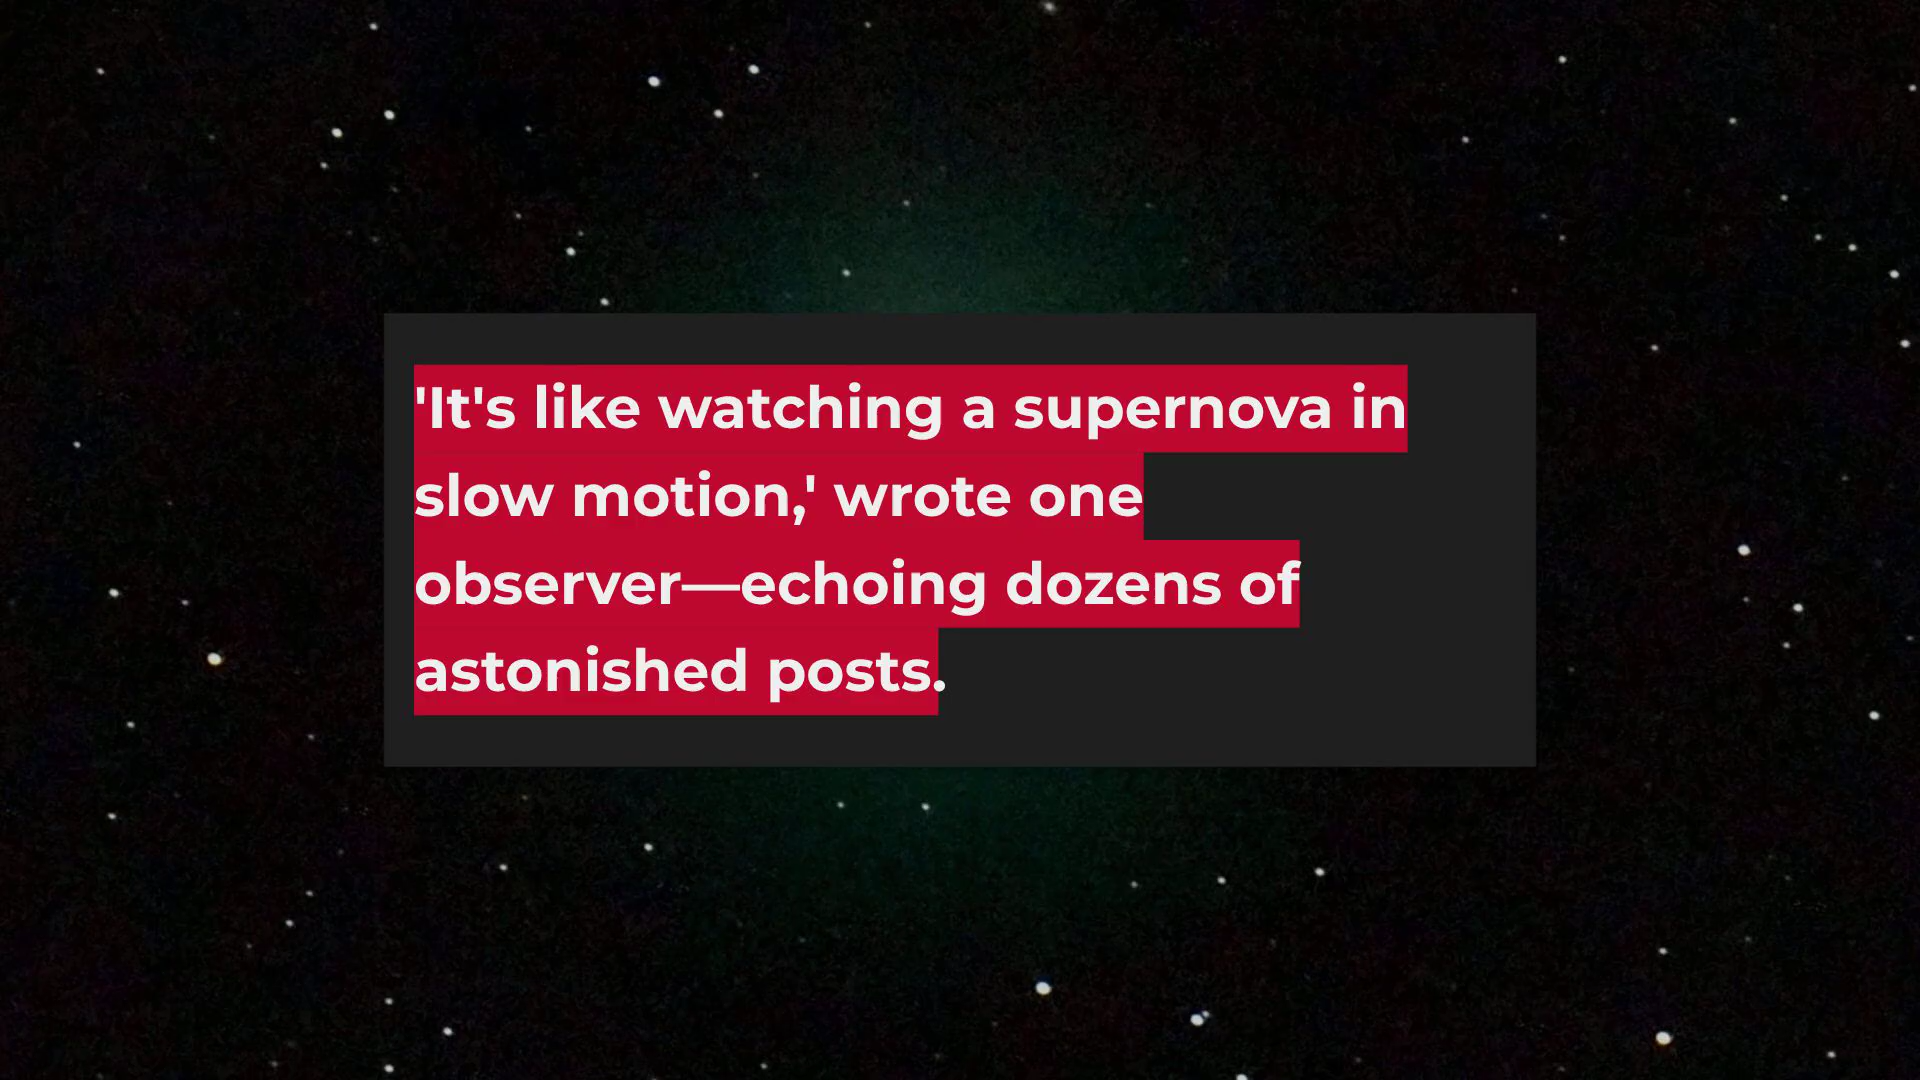 'It's like watching a supernova in
slow motion,' wrote one
observer—echoing dozens of
astonished posts.